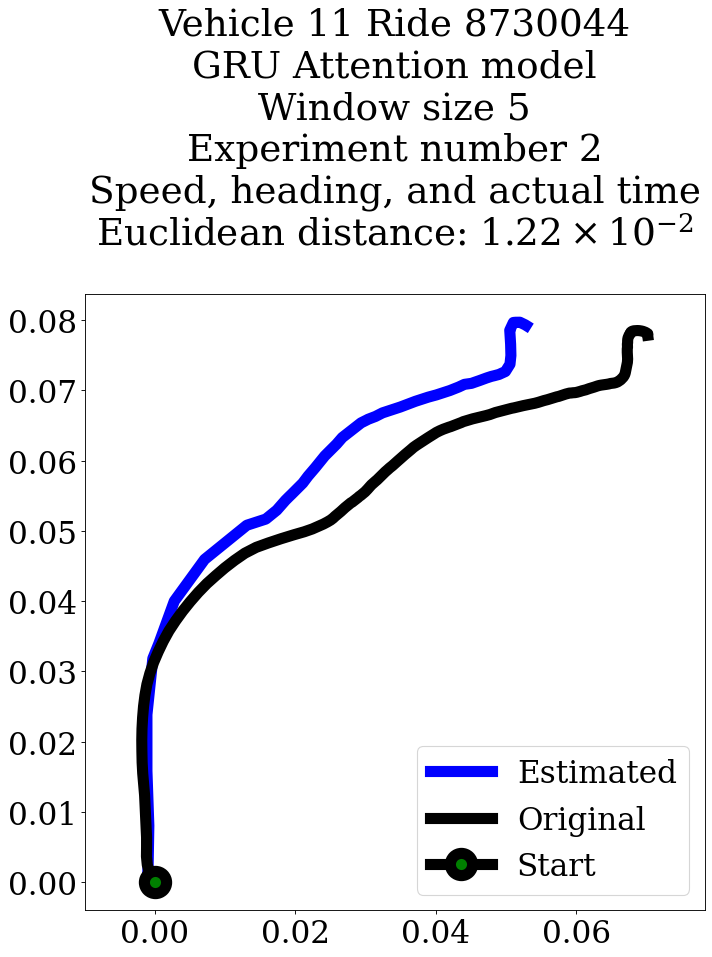 Vehicle 11 Ride 8730044
GRU Attention model
Window size 5
Experiment number 2
Speed, heading, and actual time
Euclidean distance: 1.22 × 10⁻²
0.08
0.07
0.06
0.05
0.04
0.03
0.02
0.01
0.00
Estimated
Original
Start
0.00 0.02 0.04 0.06